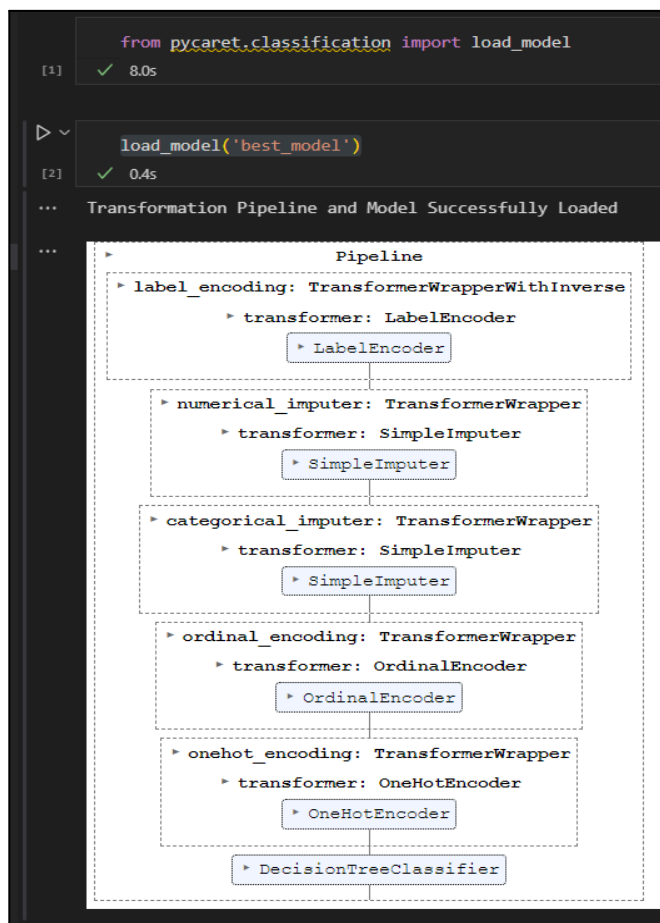 from pycaret.classification import load_model
[1] ✓ 8.0s
load_model('best_model')
[2] ✓ 0.4s
... Transformation Pipeline and Model Successfully Loaded
...
Pipeline
label_encoding: TransformerWrapperWithInverse
transformer: LabelEncoder
LabelEncoder
numerical_imputer: TransformerWrapper
transformer: SimpleImputer
SimpleImputer
categorical_imputer: TransformerWrapper
transformer: SimpleImputer
SimpleImputer
ordinal_encoding: TransformerWrapper
transformer: OrdinalEncoder
OrdinalEncoder
onehot_encoding: TransformerWrapper
transformer: OneHotEncoder
OneHotEncoder
DecisionTreeClassifier